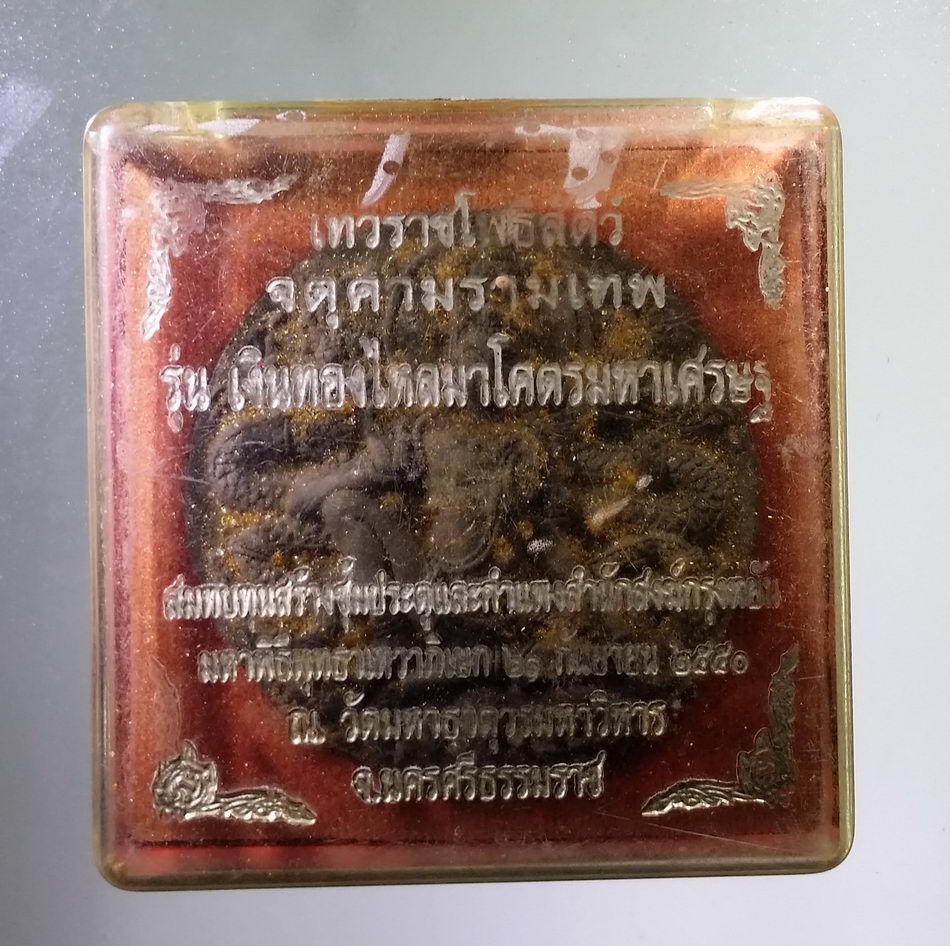 เทวราชโพธิสัตว์
จตุคามรามเทพ
รุ่น เงินทองไหลมาโคตรมหาเศรษฐ
สมทบทุนสร้างซุ้มประตูและกำแพงสำนักสงฆ์กรุงหยัน
มหาพิธีพุทธาเทวาภิเษก ๒๑ กันยายน ๒๕๕๐
ณ วัดมหาธาตุวรมหาวิหาร
จ.นครศรีธรรมราช